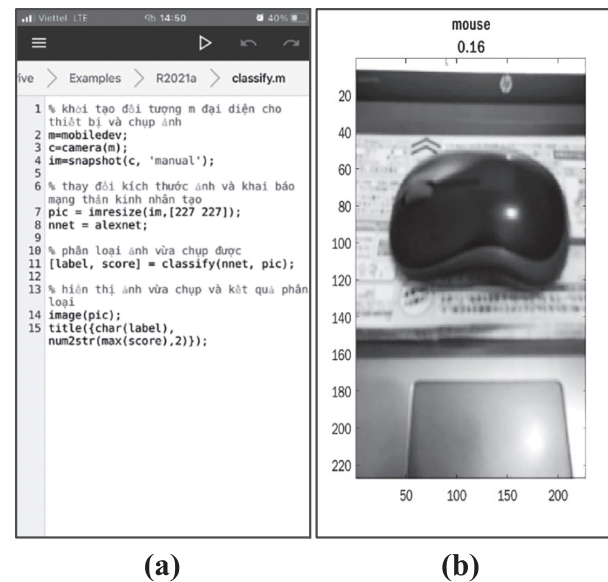 Viettel LTE 14:50 40%
ive Examples R2021a classify.m
1 % khởi tạo đối tượng m đại diện cho
thiết bị và chụp ảnh
2 m=mobiledev;
3 c=camera(m);
4 im=snapshot(c, 'manual');
5
6 % thay đổi kích thước ảnh và khai báo
mạng thần kinh nhân tạo
7 pic = imresize(im,[227 227]);
8 nnet = alexnet;
9
10 % phân loại ảnh vừa chụp được
11 [label, score] = classify(nnet, pic);
12
13 % hiển thị ảnh vừa chụp và kết quả phân
loại
14 image(pic);
15 title({char(label),
num2str(max(score),2)});
(a)
mouse
0.16
hp
20
40
60
80
100
120
140
160
180
200
220
50 100 150 200
(b)